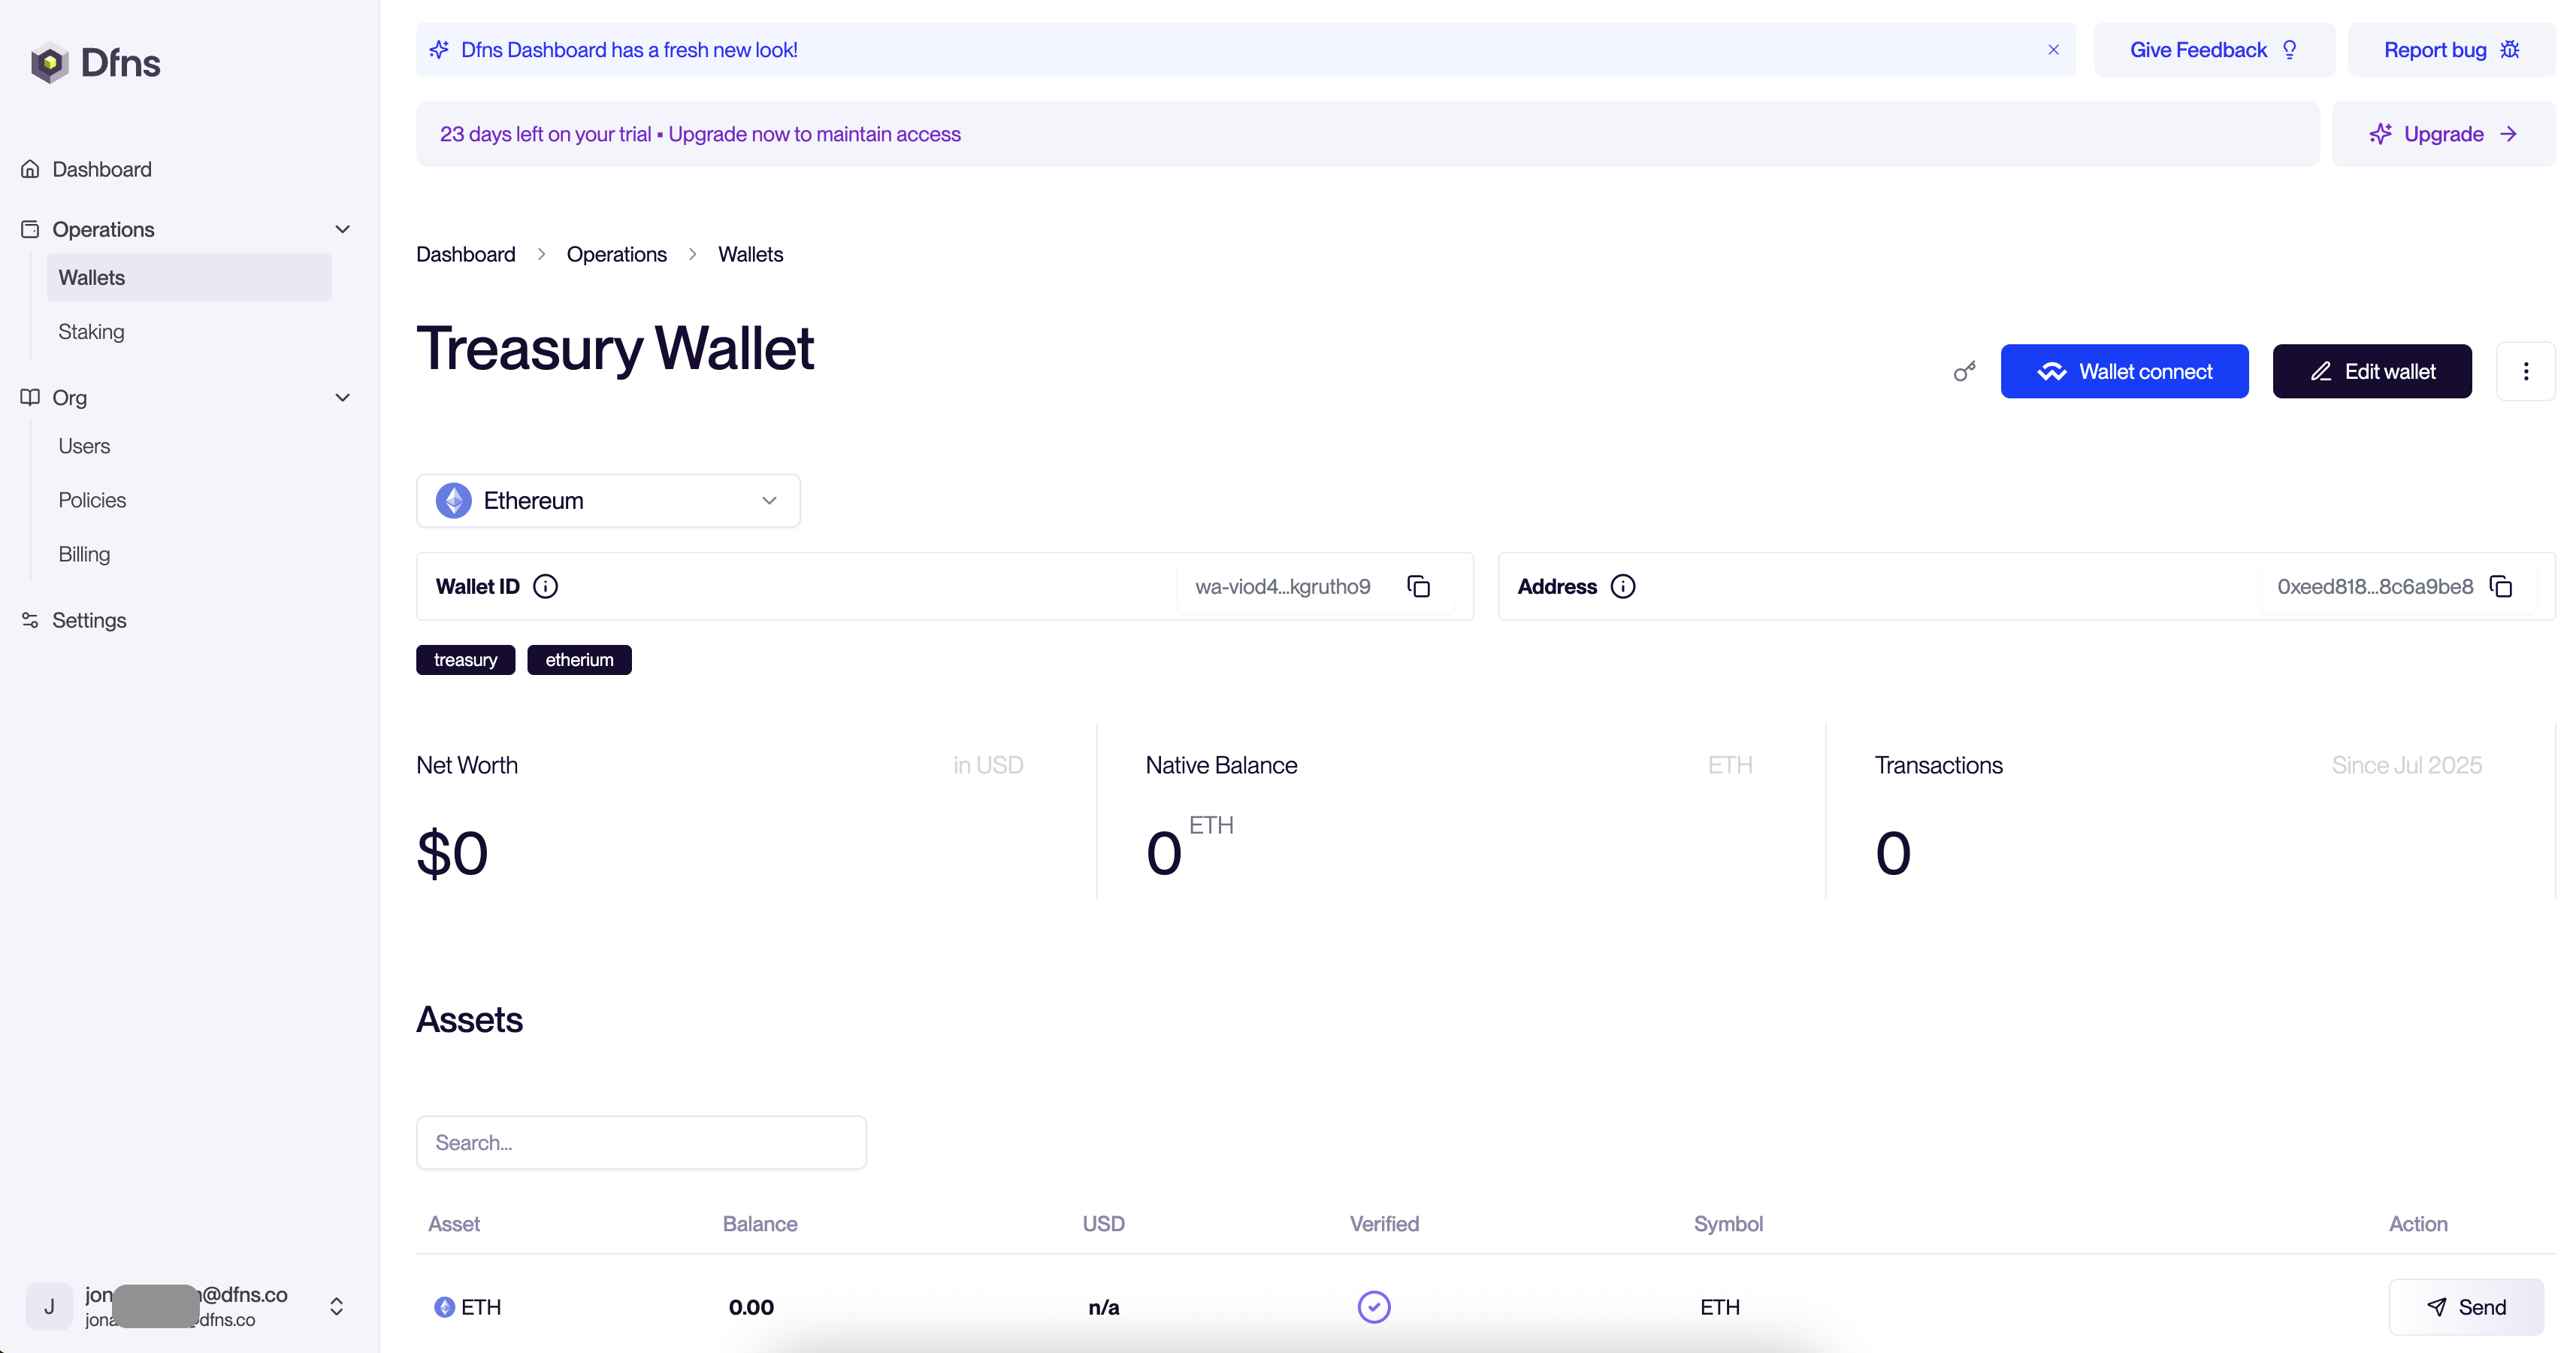 Dfns
Dashboard
Operations
Wallets
Staking
Org
Users
Policies
Billing
Settings
J
jon n@dfns.co
jona dfns.co
Dfns Dashboard has a fresh new look!
Give Feedback
Report bug
23 days left on your trial • Upgrade now to maintain access
Upgrade
Dashboard > Operations > Wallets
Treasury Wallet
Wallet connect
Edit wallet
Ethereum
Wallet ID wa-viod4...kgrutho9
Address 0xeed818...8c6a9be8
treasury etherium
Net Worth in USD
$0
Native Balance ETH
0 ETH
Transactions Since Jul 2025
0
Assets
Search...
Asset Balance USD Verified Symbol Action
ETH 0.00 n/a ETH Send